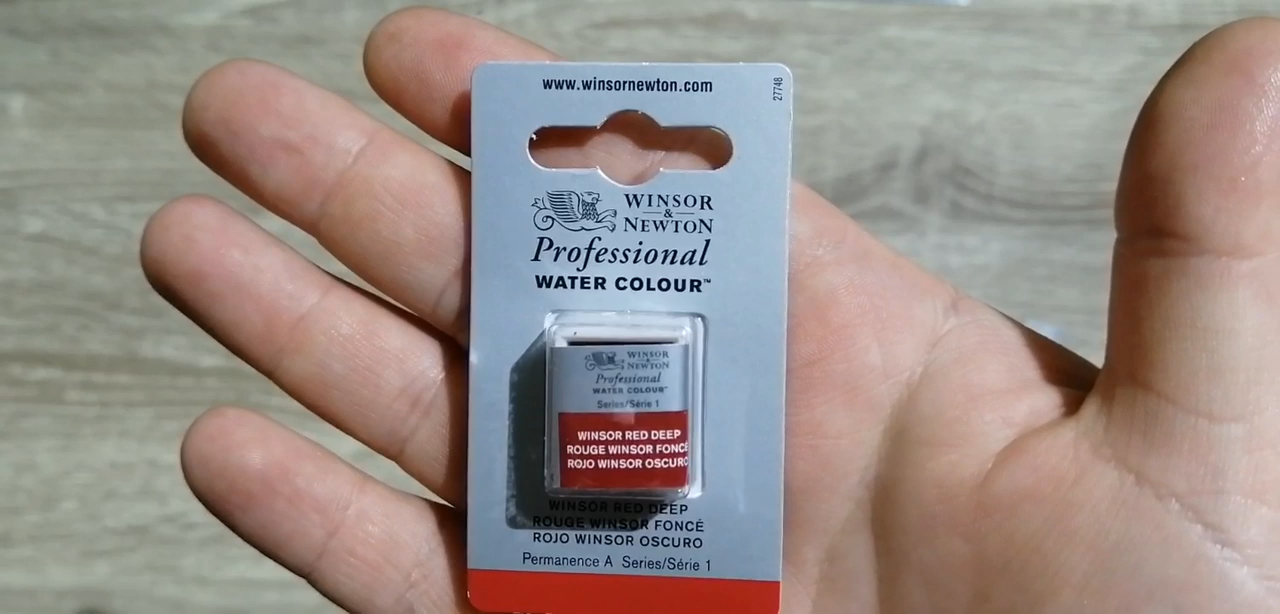 www.winsornewton.com
27748
WINSOR
&
NEWTON
Professional
WATER COLOUR™
WINSOR
& NEWTON
Professional
WATER COLOUR™
Series/Série 1
WINSOR RED DEEP
ROUGE WINSOR FONCÉ
ROJO WINSOR OSCURO
WINSOR RED DEEP
ROUGE WINSOR FONCÉ
ROJO WINSOR OSCURO
Permanence A Series/Série 1